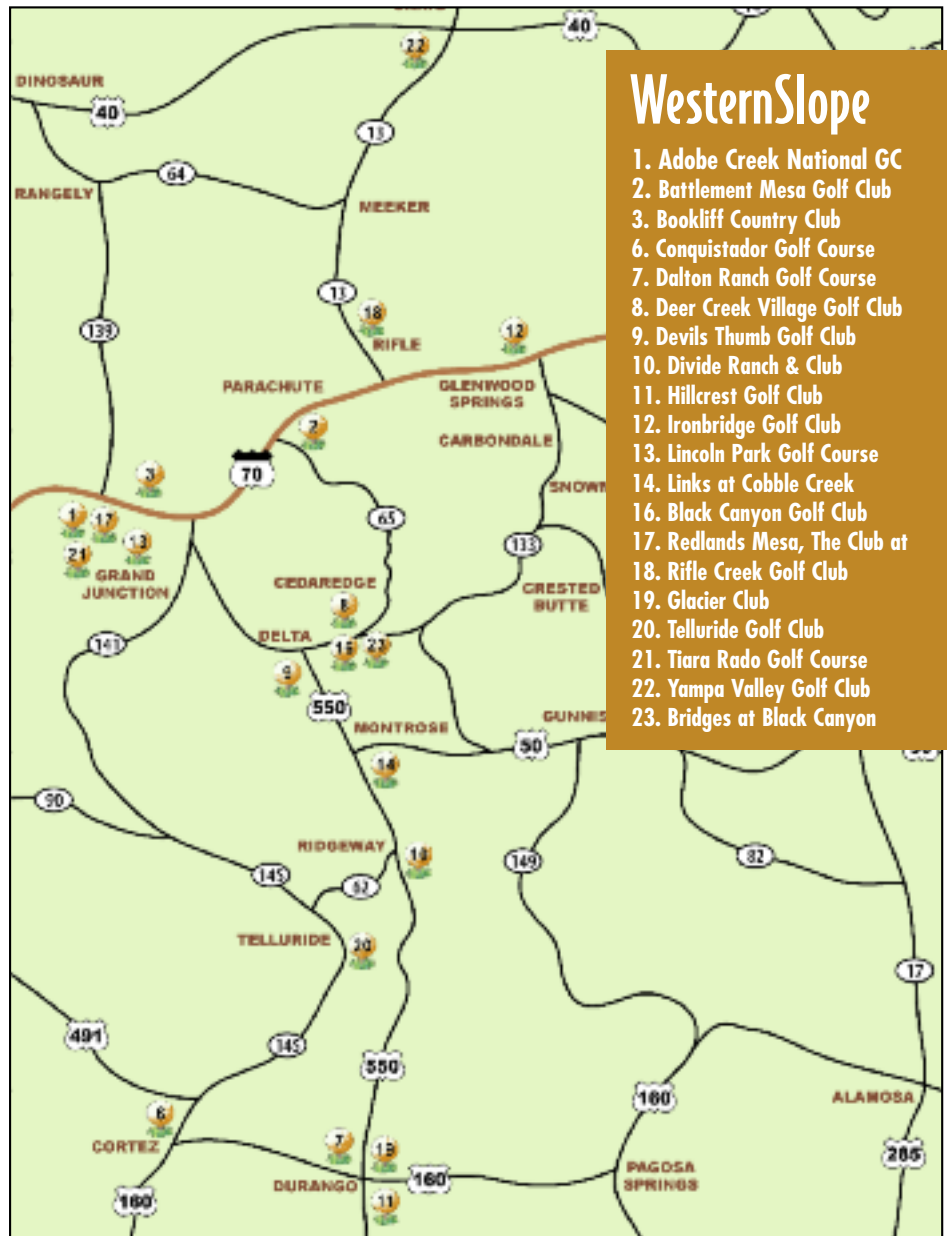 22
40
DINOSAUR
40
13
64
RANGELY
MEEKER
13
18
139
RIFLE
12
PARACHUTE
GLENWOOD
SPRINGS
2
CARBONDALE
70
3
SNOWM
1
17
13
65
21
GRAND
JUNCTION
133
CEDAREDGE
CRESTED
BUTTE
8
DELTA
141
16
23
9
550
MONTROSE
GUNNIS
50
14
90
RIDGEWAY
10
145
62
149
82
TELLURIDE
20
17
491
145
550
160
ALAMOSA
6
CORTEZ
7
19
285
DURANGO
160
PAGOSA
SPRINGS
160
11
WesternSlope
1. Adobe Creek National GC
2. Battlement Mesa Golf Club
3. Bookliff Country Club
6. Conquistador Golf Course
7. Dalton Ranch Golf Course
8. Deer Creek Village Golf Club
9. Devils Thumb Golf Club
10. Divide Ranch & Club
11. Hillcrest Golf Club
12. Ironbridge Golf Club
13. Lincoln Park Golf Course
14. Links at Cobble Creek
16. Black Canyon Golf Club
17. Redlands Mesa, The Club at
18. Rifle Creek Golf Club
19. Glacier Club
20. Telluride Golf Club
21. Tiara Rado Golf Course
22. Yampa Valley Golf Club
23. Bridges at Black Canyon